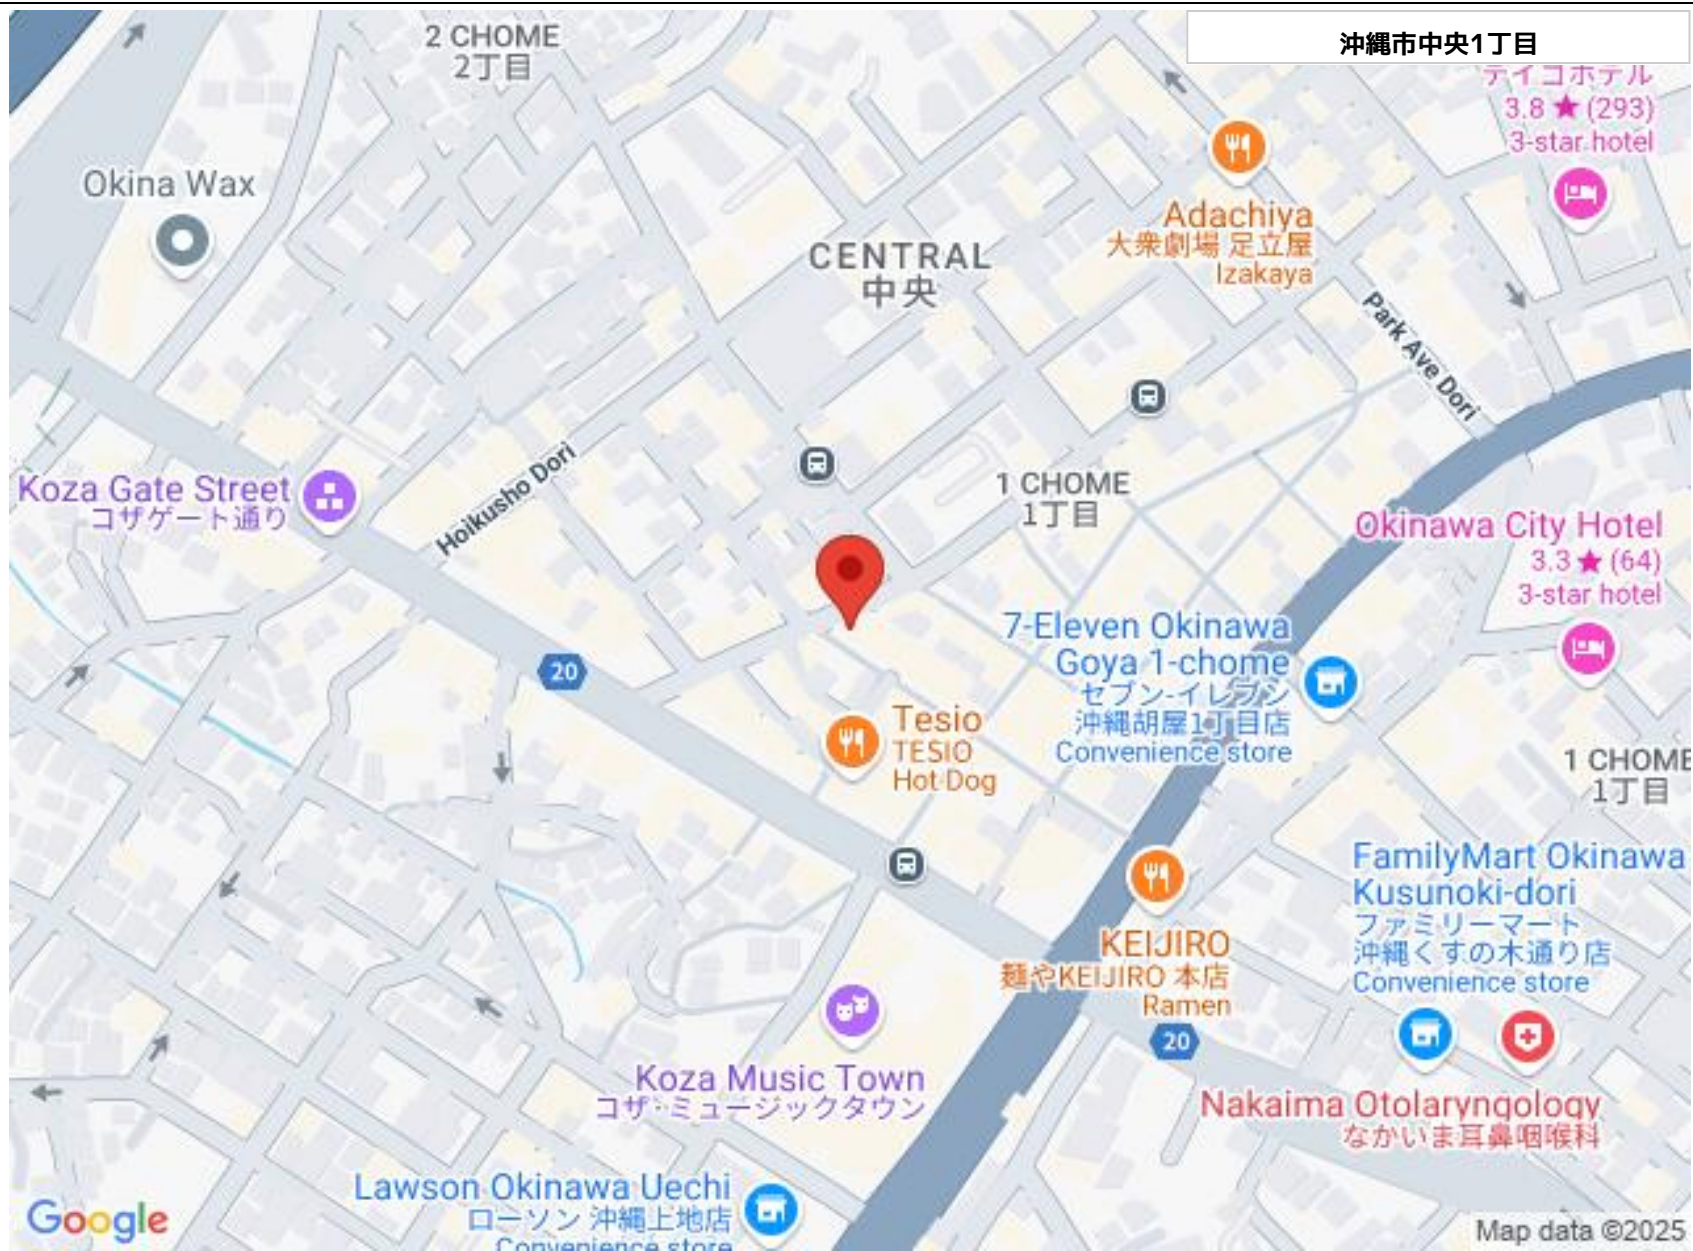 2 CHOME
2丁目
沖縄市中央1丁目
デイゴホテル
3.8 ★ (293)
3-star hotel
Okina Wax
Adachiya
大衆劇場 足立屋
Izakaya
CENTRAL
中央
Park Ave Dori
Koza Gate Street
コザゲート通り
Hoikusho Dori
1 CHOME
1丁目
Okinawa City Hotel
3.3 ★ (64)
3-star hotel
7-Eleven Okinawa
Goya 1-chome
セブン-イレブン
沖縄胡屋1丁目店
Convenience store
20
Tesio
TESIO
Hot Dog
1 CHOME
1丁目
FamilyMart Okinawa
Kusunoki-dori
ファミリーマート
沖縄くすの木通り店
Convenience store
KEIJIRO
麺やKEIJIRO 本店
Ramen
20
Koza Music Town
コザ・ミュージックタウン
Nakaima Otolaryngology
なかいま耳鼻咽喉科
Lawson Okinawa Uechi
ローソン 沖縄上地店
Convenience store
Google
Map data ©2025